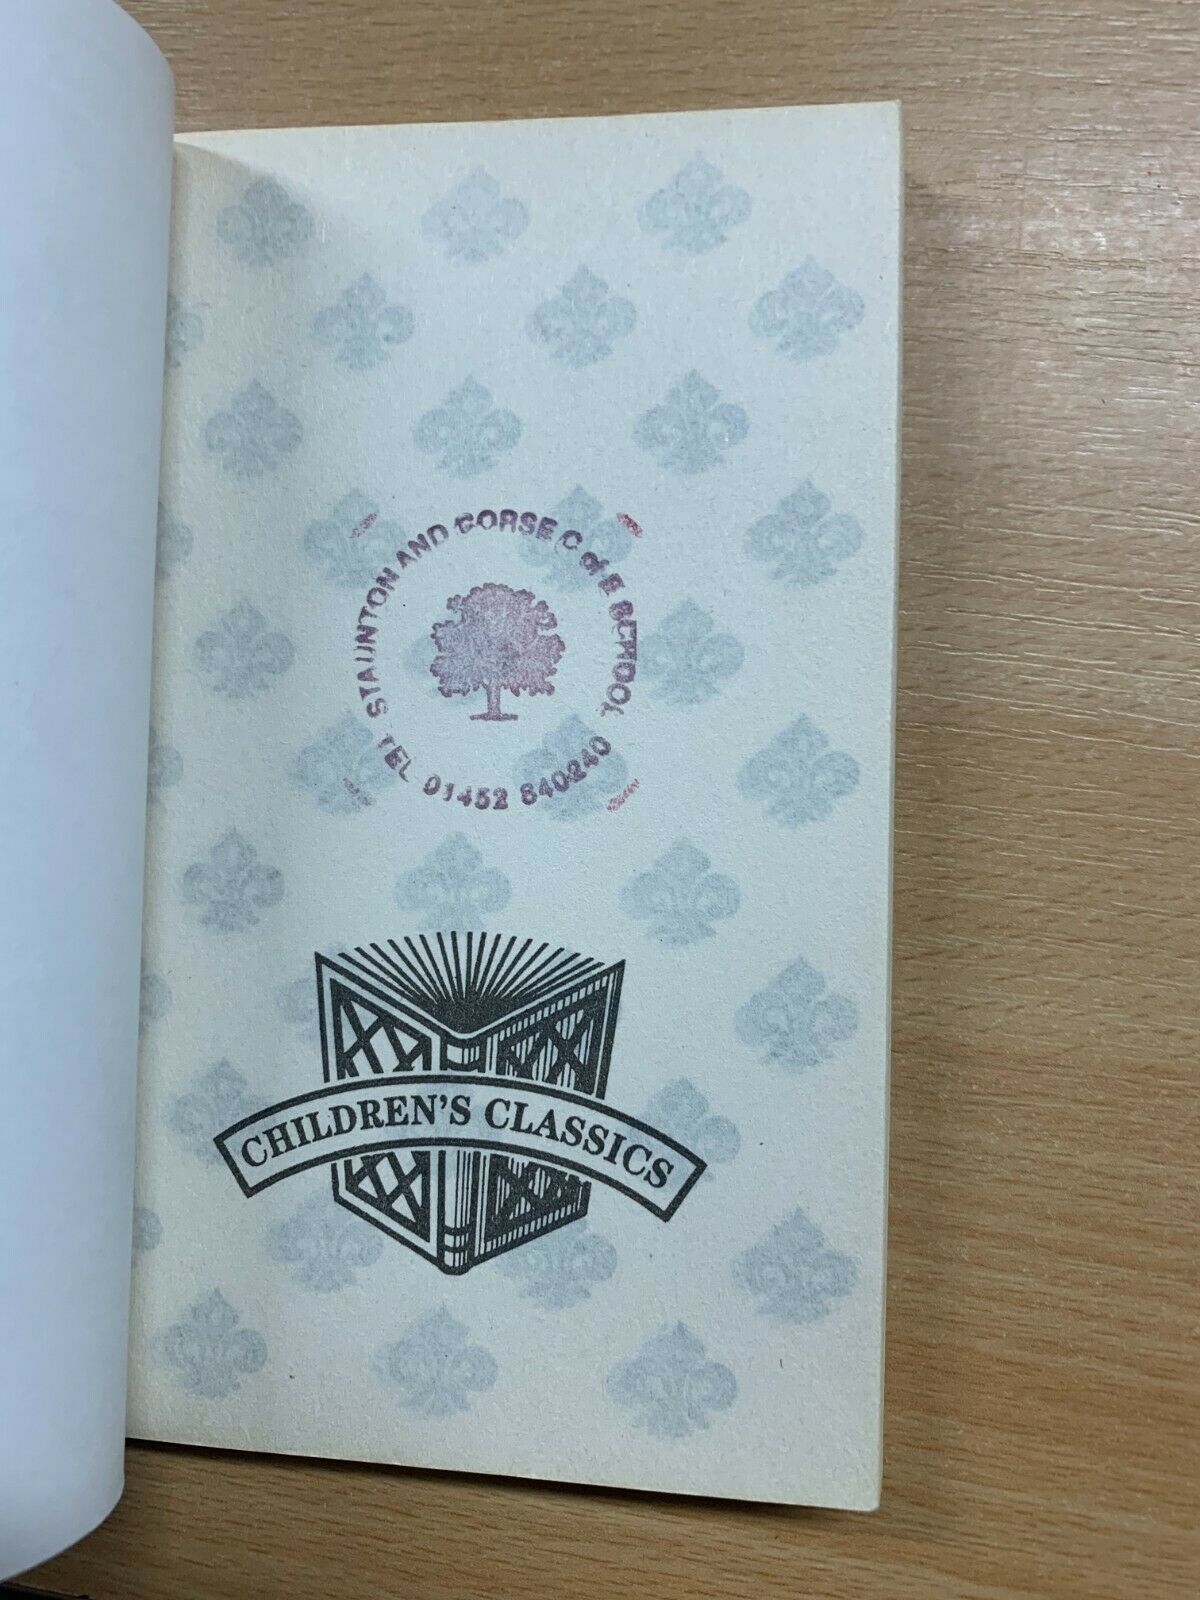 STAUNTON AND CORSE C of E SCHOOL
TEL 01452 840240
CHILDREN'S CLASSICS